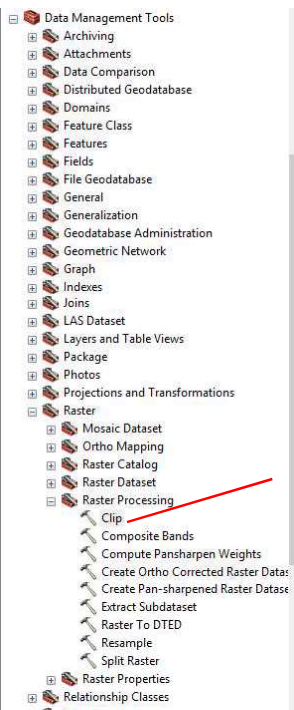 Data Management Tools
Archiving
Attachments
Data Comparison
Distributed Geodatabase
Domains
Feature Class
Features
Fields
File Geodatabase
General
Generalization
Geodatabase Administration
Geometric Network
Graph
Indexes
Joins
LAS Dataset
Layers and Table Views
Package
Photos
Projections and Transformations
Raster
Mosaic Dataset
Ortho Mapping
Raster Catalog
Raster Dataset
Raster Processing
Clip
Composite Bands
Compute Pansharpen Weights
Create Ortho Corrected Raster Datas
Create Pan-sharpened Raster Datase
Extract Subdataset
Raster To DTED
Resample
Split Raster
Raster Properties
Relationship Classes